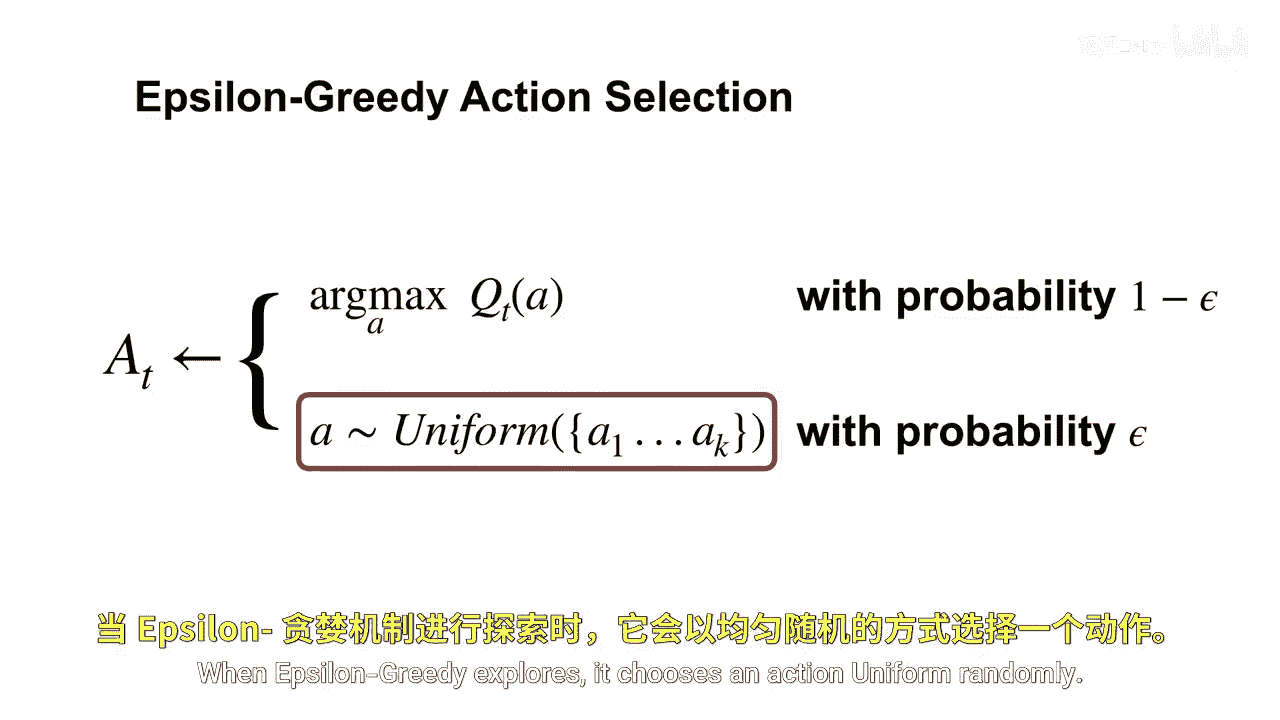 Epsilon-Greedy Action Selection
A_t ← { argmax_a Q_t(a) with probability 1 − ϵ
a ∼ Uniform({a_1 … a_k}) with probability ϵ
当 Epsilon- 贪婪机制进行探索时，它会以均匀随机的方式选择一个动作。
When Epsilon-Greedy explores, it chooses an action Uniform randomly.